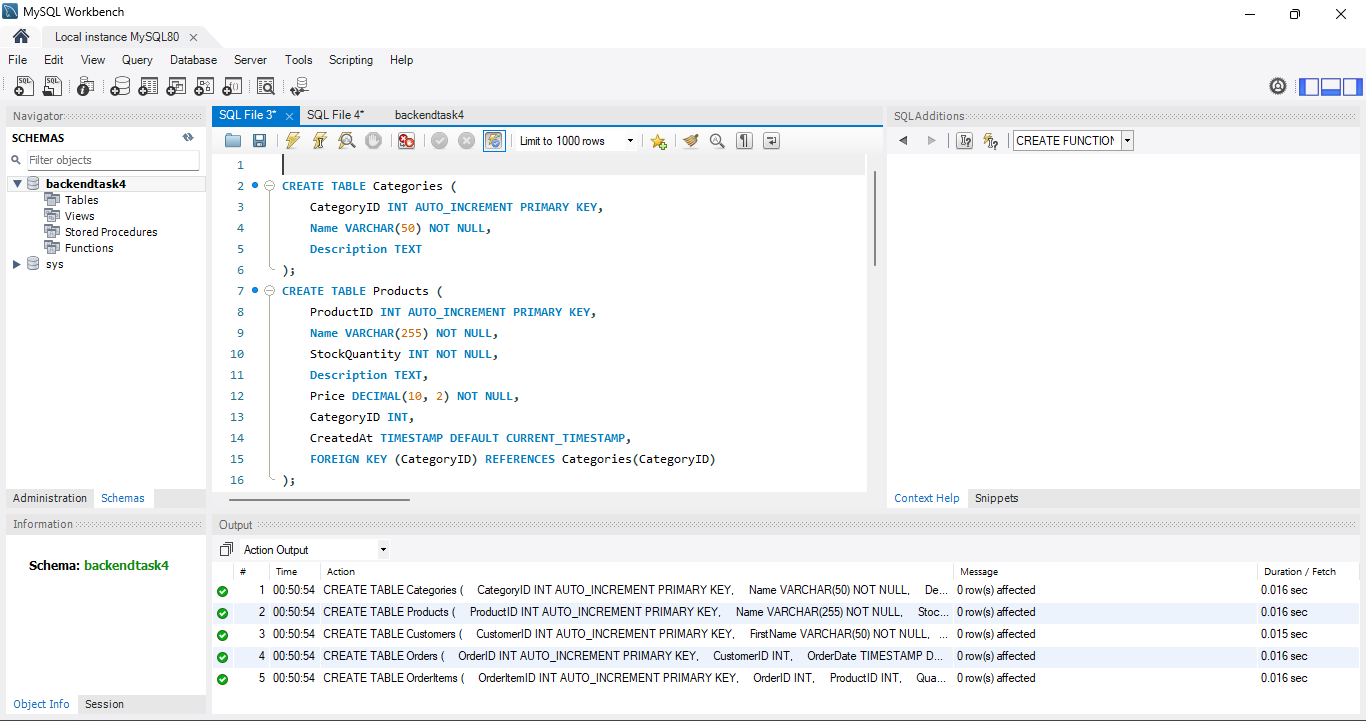 MySQL Workbench
Local instance MySQL80
File Edit View Query Database Server Tools Scripting Help
Navigator
SCHEMAS
Filter objects
backendtask4
Tables
Views
Stored Procedures
Functions
sys
Administration Schemas
Information
Schema: backendtask4
Object Info Session
SQL File 3* SQL File 4* backendtask4
Limit to 1000 rows
1
2 CREATE TABLE Categories (
3 CategoryID INT AUTO_INCREMENT PRIMARY KEY,
4 Name VARCHAR(50) NOT NULL,
5 Description TEXT
6 );
7 CREATE TABLE Products (
8 ProductID INT AUTO_INCREMENT PRIMARY KEY,
9 Name VARCHAR(255) NOT NULL,
10 StockQuantity INT NOT NULL,
11 Description TEXT,
12 Price DECIMAL(10, 2) NOT NULL,
13 CategoryID INT,
14 CreatedAt TIMESTAMP DEFAULT CURRENT_TIMESTAMP,
15 FOREIGN KEY (CategoryID) REFERENCES Categories(CategoryID)
16 );
SQLAdditions
CREATE FUNCTION
Context Help Snippets
Output
Action Output
# Time Action Message Duration / Fetch
1 00:50:54 CREATE TABLE Categories ( CategoryID INT AUTO_INCREMENT PRIMARY KEY, Name VARCHAR(50) NOT NULL, De... 0 row(s) affected 0.016 sec
2 00:50:54 CREATE TABLE Products ( ProductID INT AUTO_INCREMENT PRIMARY KEY, Name VARCHAR(255) NOT NULL, Stoc... 0 row(s) affected 0.016 sec
3 00:50:54 CREATE TABLE Customers ( CustomerID INT AUTO_INCREMENT PRIMARY KEY, FirstName VARCHAR(50) NOT NULL, ... 0 row(s) affected 0.015 sec
4 00:50:54 CREATE TABLE Orders ( OrderID INT AUTO_INCREMENT PRIMARY KEY, CustomerID INT, OrderDate TIMESTAMP D... 0 row(s) affected 0.016 sec
5 00:50:54 CREATE TABLE OrderItems ( OrderItemID INT AUTO_INCREMENT PRIMARY KEY, OrderID INT, ProductID INT, Qua... 0 row(s) affected 0.016 sec